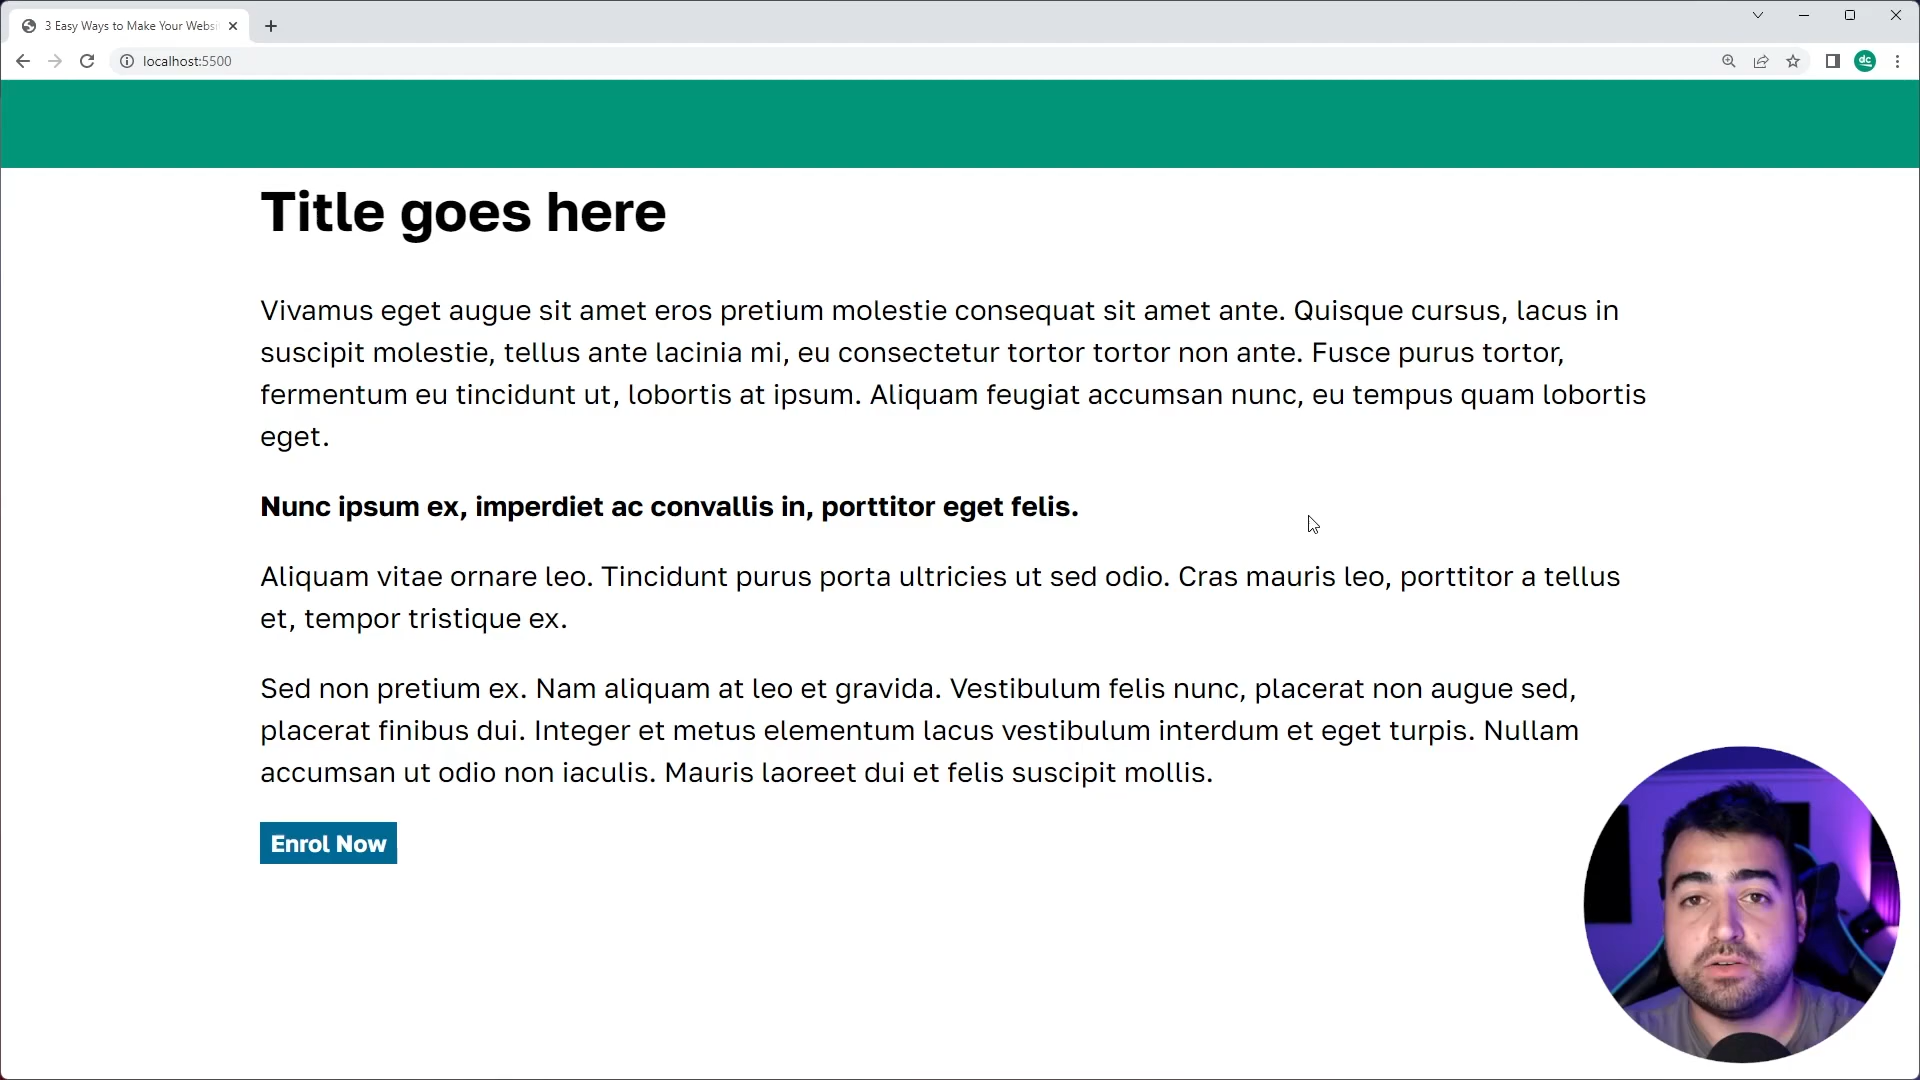 3 Easy Ways to Make Your Websi
localhost:5500
dc
Title goes here
Vivamus eget augue sit amet eros pretium molestie consequat sit amet ante. Quisque cursus, lacus in
suscipit molestie, tellus ante lacinia mi, eu consectetur tortor tortor non ante. Fusce purus tortor,
fermentum eu tincidunt ut, lobortis at ipsum. Aliquam feugiat accumsan nunc, eu tempus quam lobortis
eget.
Nunc ipsum ex, imperdiet ac convallis in, porttitor eget felis.
Aliquam vitae ornare leo. Tincidunt purus porta ultricies ut sed odio. Cras mauris leo, porttitor a tellus
et, tempor tristique ex.
Sed non pretium ex. Nam aliquam at leo et gravida. Vestibulum felis nunc, placerat non augue sed,
placerat finibus dui. Integer et metus elementum lacus vestibulum interdum et eget turpis. Nullam
accumsan ut odio non iaculis. Mauris laoreet dui et felis suscipit mollis.
Enrol Now